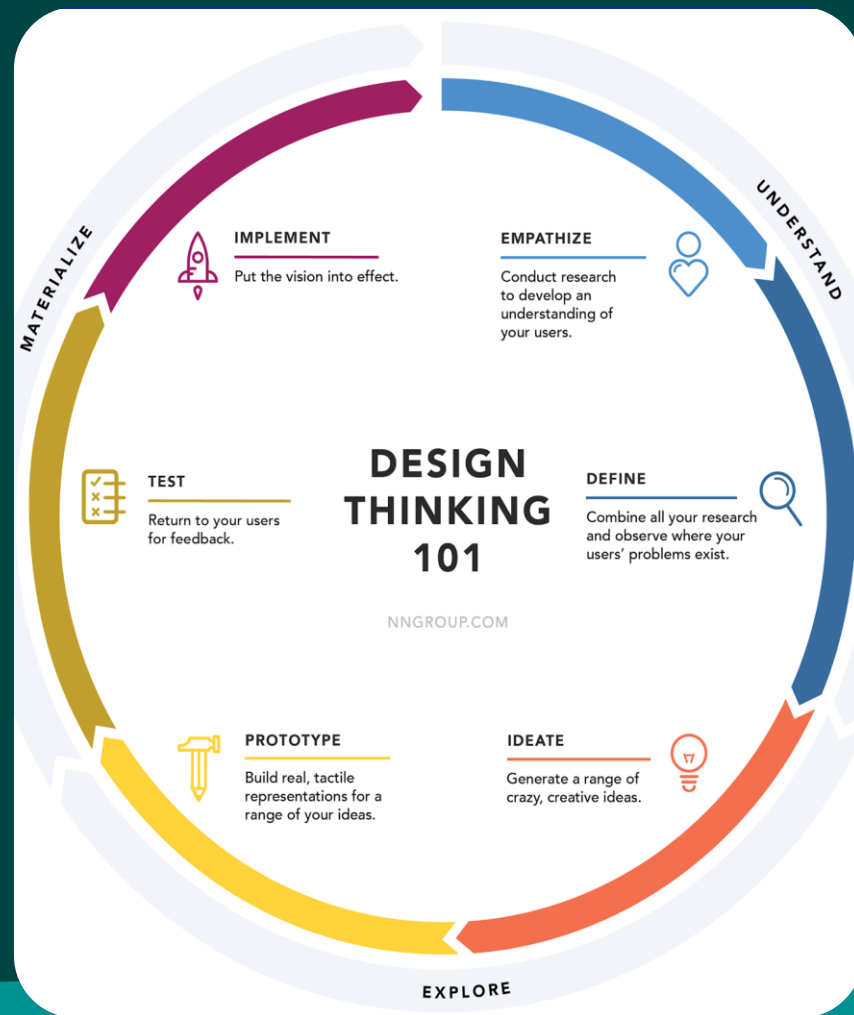 DESIGN
THINKING
101
NNGROUP.COM
UNDERSTAND
EMPATHIZE
Conduct research
to develop an
understanding of
your users.
DEFINE
Combine all your research
and observe where your
users’ problems exist.
EXPLORE
IDEATE
Generate a range of
crazy, creative ideas.
PROTOTYPE
Build real, tactile
representations for a
range of your ideas.
MATERIALIZE
TEST
Return to your users
for feedback.
IMPLEMENT
Put the vision into effect.